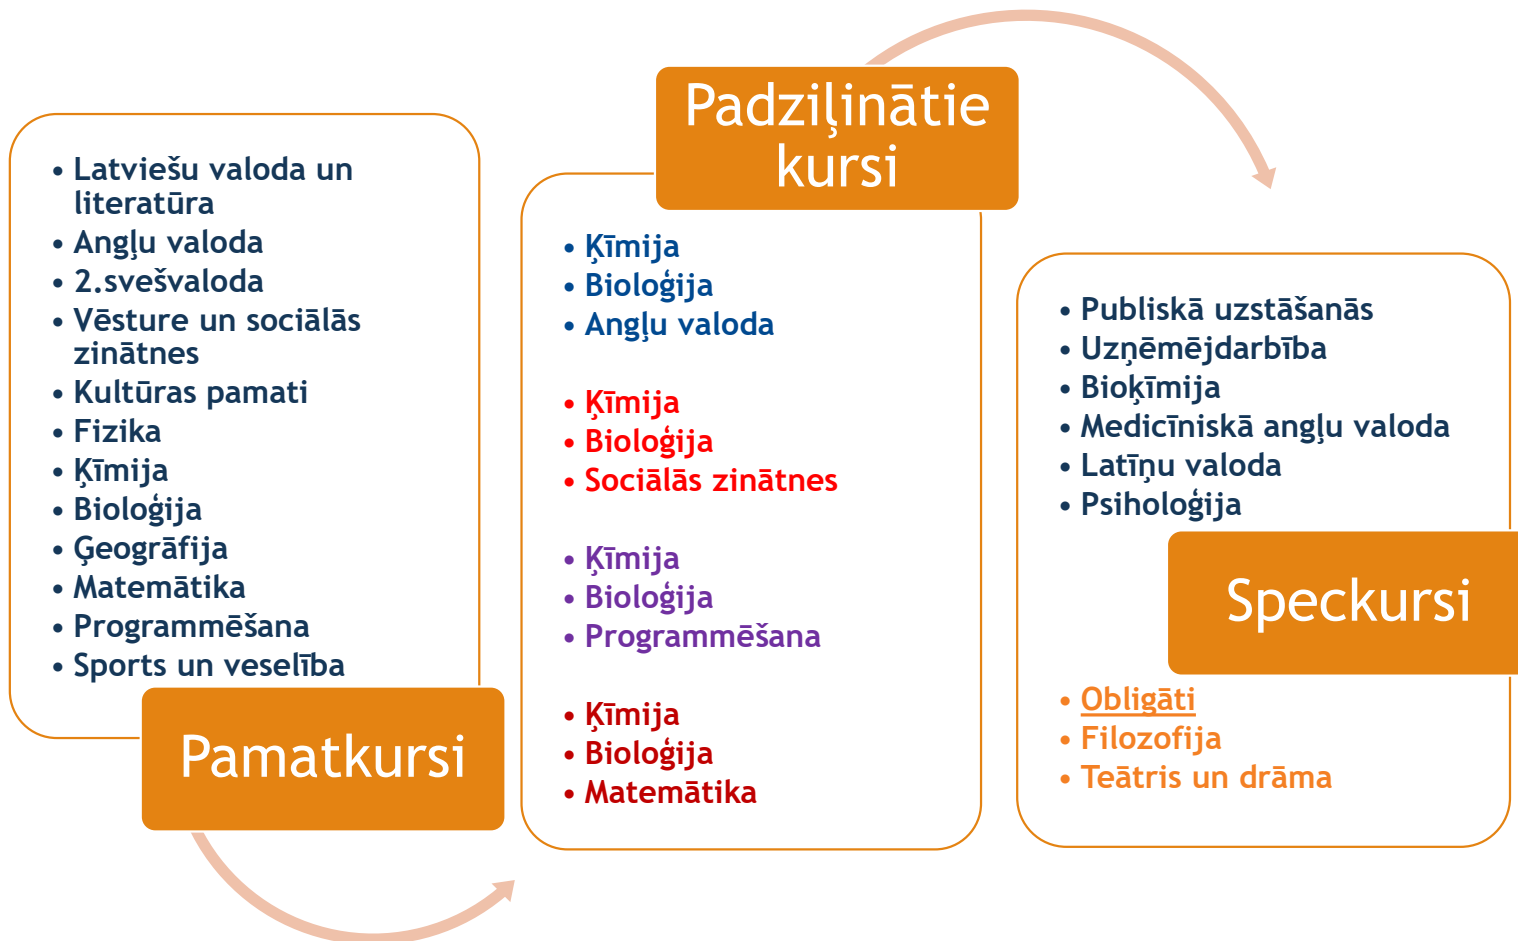 • Latviešu valoda un
literatūra
• Angļu valoda
• 2.svešvaloda
• Vēsture un sociālās
zinātnes
• Kultūras pamati
• Fizika
• Ķīmija
• Bioloģija
• Ģeogrāfija
• Matemātika
• Programmēšana
• Sports un veselība
Pamatkursi
Padziļinātie
kursi
• Ķīmija
• Bioloģija
• Angļu valoda
• Ķīmija
• Bioloģija
• Sociālās zinātnes
• Ķīmija
• Bioloģija
• Programmēšana
• Ķīmija
• Bioloģija
• Matemātika
• Publiskā uzstāšanās
• Uzņēmējdarbība
• Bioķīmija
• Medicīniskā angļu valoda
• Latīņu valoda
• Psiholoģija
Speckursi
• Obligāti
• Filozofija
• Teātris un drāma